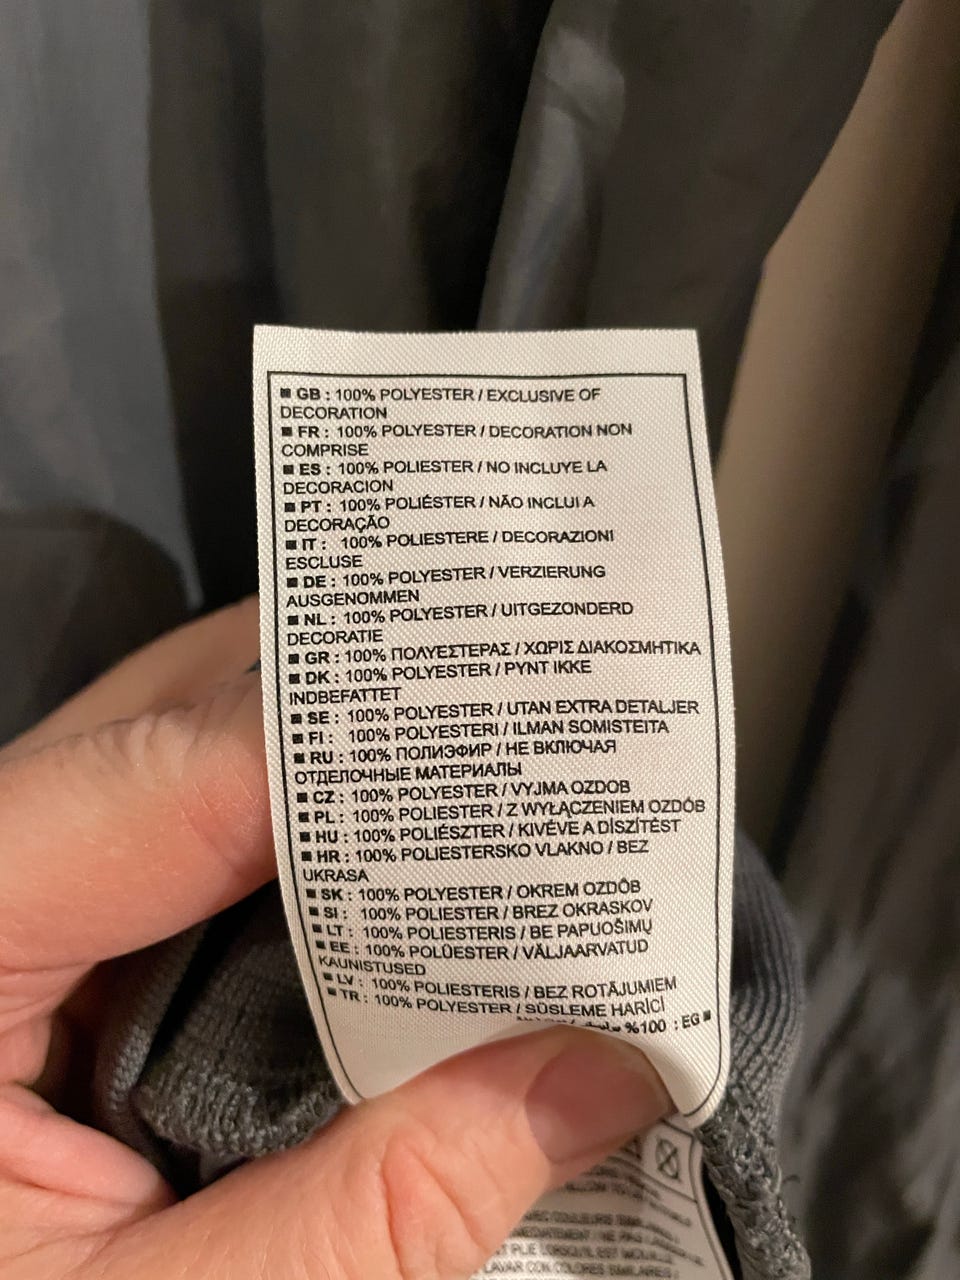 ■ GB : 100% POLYESTER / EXCLUSIVE OF
DECORATION
■ FR : 100% POLYESTER / DECORATION NON
COMPRISE
■ ES : 100% POLIESTER / NO INCLUYE LA
DECORACION
■ PT : 100% POLIÉSTER / NÃO INCLUI A
DECORAÇÃO
■ IT : 100% POLIESTERE / DECORAZIONI
ESCLUSE
■ DE : 100% POLYESTER / VERZIERUNG
AUSGENOMMEN
■ NL : 100% POLYESTER / UITGEZONDERD
DECORATIE
■ GR : 100% ΠΟΛΥΕΣΤΕΡΑΣ / ΧΩΡΙΣ ΔΙΑΚΟΣΜΗΤΙΚΑ
■ DK : 100% POLYESTER / PYNT IKKE
INDBEFATTET
■ SE : 100% POLYESTER / UTAN EXTRA DETALJER
■ FI : 100% POLYESTERI / ILMAN SOMISTEITA
■ RU : 100% ПОЛИЭФИР / НЕ ВКЛЮЧАЯ
ОТДЕЛОЧНЫЕ МАТЕРИАЛЫ
■ CZ : 100% POLYESTER / VYJMA OZDOB
■ PL : 100% POLIESTER / Z WYŁĄCZENIEM OZDÓB
■ HU : 100% POLIÉSZTER / KIVÉVE A DÍSZÍTÉST
■ HR : 100% POLIESTERSKO VLAKNO / BEZ
UKRASA
■ SK : 100% POLYESTER / OKREM OZDÔB
■ SI : 100% POLIESTER / BREZ OKRASKOV
■ LT : 100% POLIESTERIS / BE PAPUOŠIMŲ
■ EE : 100% POLÜESTER / VÄLJAARVATUD
KAUNISTUSED
■ LV : 100% POLIESTERIS / BEZ ROTĀJUMIEM
■ TR : 100% POLYESTER / SÜSLEME HARİCİ
%100 : EG ■
LAVAR CON COLORES SIMILARES